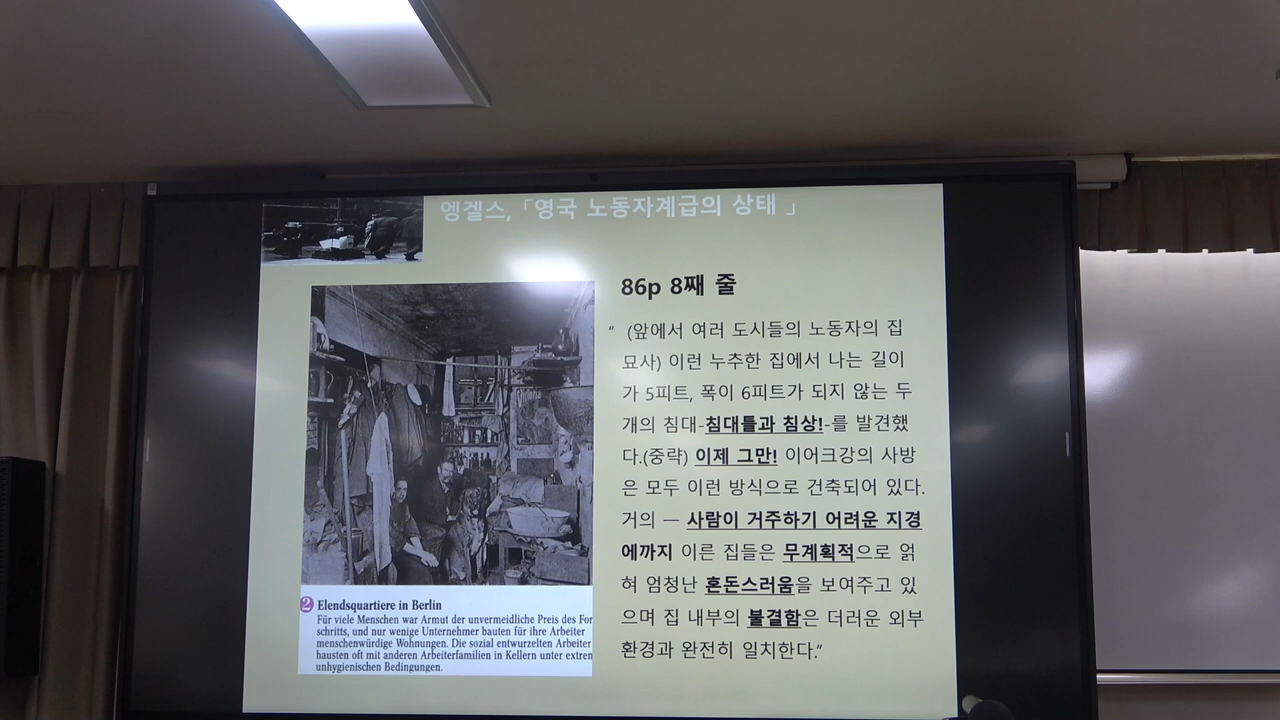 엥겔스, 「영국 노동자계급의 상태 」
86p 8째 줄
“ (앞에서 여러 도시들의 노동자의 집
묘사) 이런 누추한 집에서 나는 길이
가 5피트, 폭이 6피트가 되지 않는 두
개의 침대-침대틀과 침상!-를 발견했
다.(중략) 이제 그만! 이어크강의 사방
은 모두 이런 방식으로 건축되어 있다.
거의 — 사람이 거주하기 어려운 지경
에까지 이른 집들은 무계획적으로 얽
혀 엄청난 혼돈스러움을 보여주고 있
으며 집 내부의 불결함은 더러운 외부
환경과 완전히 일치한다.”
2 Elendsquartiere in Berlin
Für viele Menschen war Armut der unvermeidliche Preis des For
schritts, und nur wenige Unternehmer bauten für ihre Arbeiter
menschenwürdige Wohnungen. Die sozial entwurzelten Arbeiter
hausten oft mit anderen Arbeiterfamilien in Kellern unter extren
unhygienischen Bedingungen.